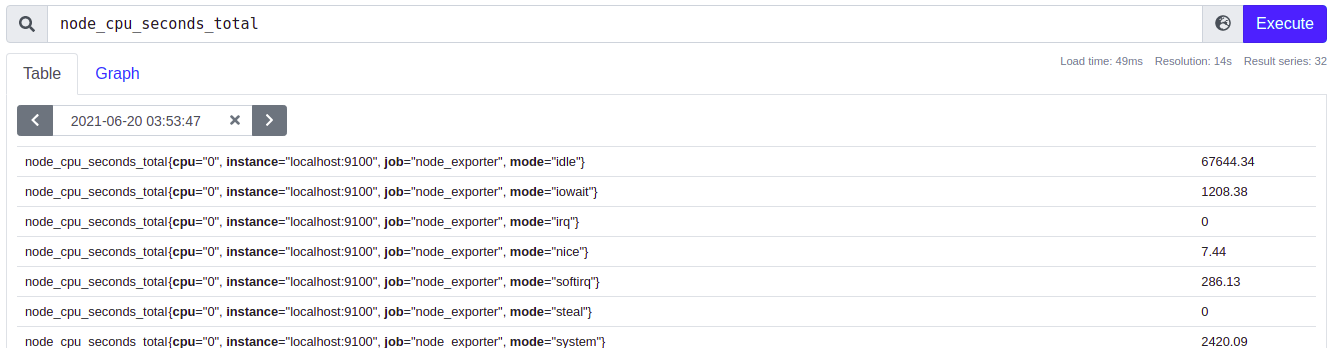 node_cpu_seconds_total Execute
Table Graph Load time: 49ms Resolution: 14s Result series: 32
2021-06-20 03:53:47
node_cpu_seconds_total{cpu="0", instance="localhost:9100", job="node_exporter", mode="idle"} 67644.34
node_cpu_seconds_total{cpu="0", instance="localhost:9100", job="node_exporter", mode="iowait"} 1208.38
node_cpu_seconds_total{cpu="0", instance="localhost:9100", job="node_exporter", mode="irq"} 0
node_cpu_seconds_total{cpu="0", instance="localhost:9100", job="node_exporter", mode="nice"} 7.44
node_cpu_seconds_total{cpu="0", instance="localhost:9100", job="node_exporter", mode="softirq"} 286.13
node_cpu_seconds_total{cpu="0", instance="localhost:9100", job="node_exporter", mode="steal"} 0
node_cpu_seconds_total{cpu="0", instance="localhost:9100", job="node_exporter", mode="system"} 2420.09